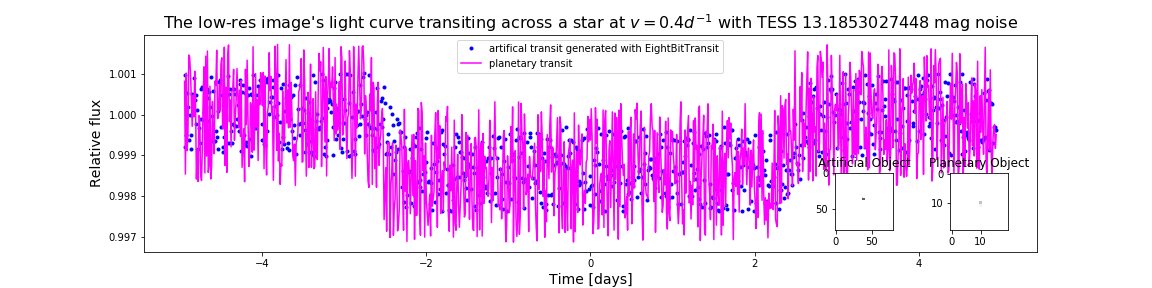 The low-res image's light curve transiting across a star at v = 0.4d⁻¹ with TESS 13.1853027448 mag noise
artifical transit generated with EightBitTransit
planetary transit
Relative flux
1.001
1.000
0.999
0.998
0.997
Artificial Object
0
50
0 50
Planetary Object
0
10
0 10
−4 −2 0 2 4
Time [days]